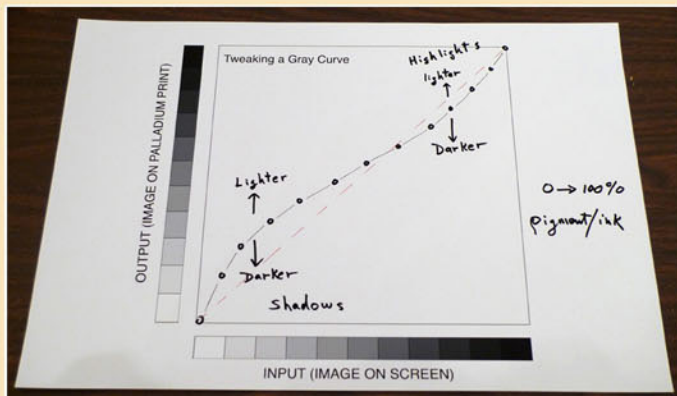 Tweaking a Gray Curve
Highlights
lighter
Darker
Lighter
Darker
Shadows
0 → 100%
pigment/ink
OUTPUT (IMAGE ON PALLADIUM PRINT)
INPUT (IMAGE ON SCREEN)